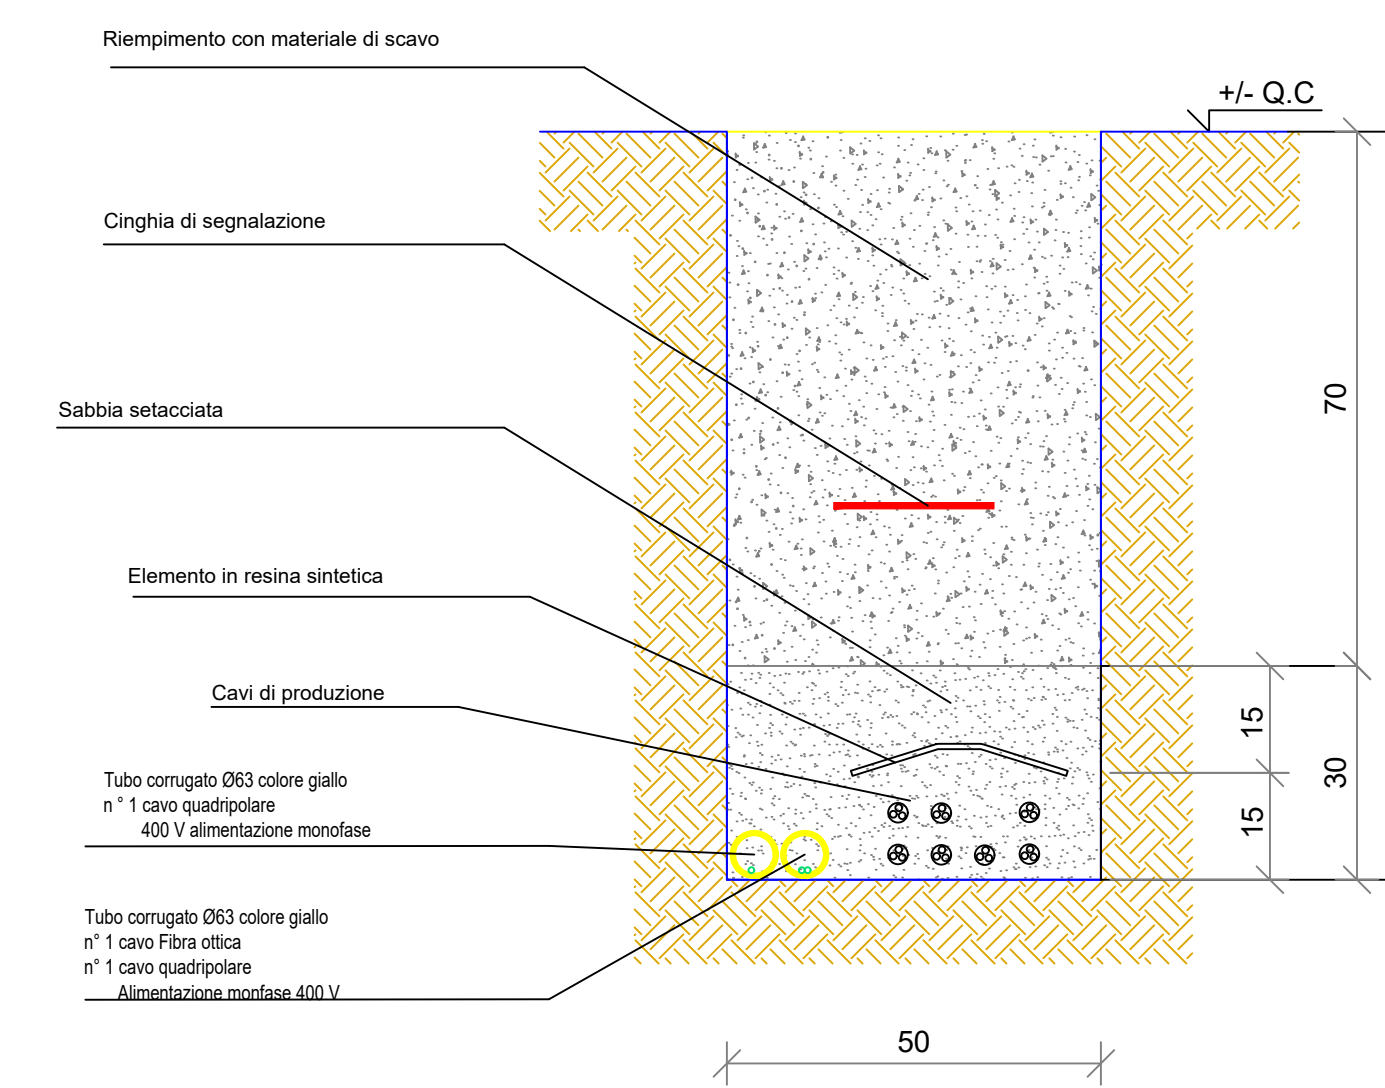 Riempimento con materiale di scavo
+/- Q.C
Cinghia di segnalazione
70
Sabbia setacciata
Elemento in resina sintetica
Cavi di produzione
15
30
15
Tubo corrugato Ø63 colore giallo
n ° 1 cavo quadripolare
400 V alimentazione monofase
Tubo corrugato Ø63 colore giallo
n° 1 cavo Fibra ottica
n° 1 cavo quadripolare
Alimentazione monfase 400 V
50